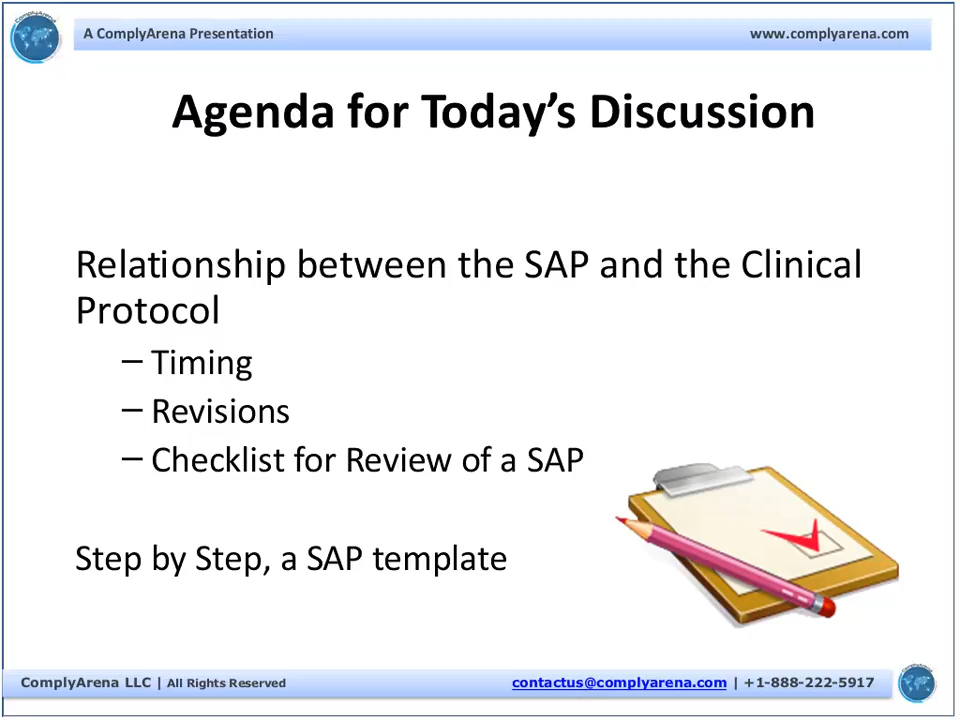 ComplyArena
A ComplyArena Presentation www.complyarena.com
Agenda for Today’s Discussion
Relationship between the SAP and the Clinical
Protocol
– Timing
– Revisions
– Checklist for Review of a SAP
Step by Step, a SAP template
ComplyArena LLC | All Rights Reserved contactus@complyarena.com | +1-888-222-5917
ComplyArena